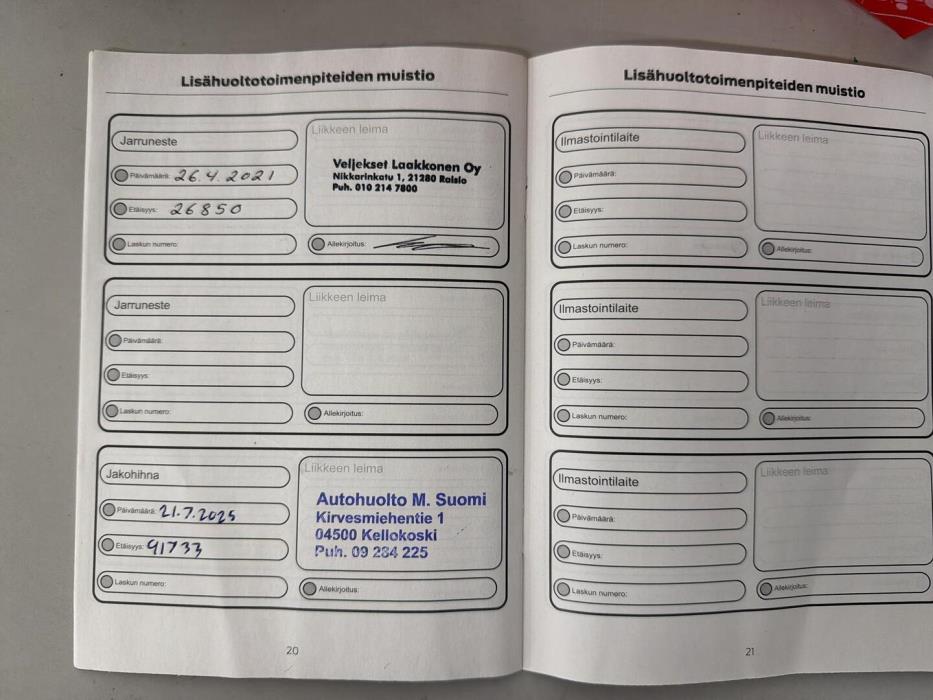 Lisähuoltotoimenpiteiden muistio
Jarruneste
Päivämäärä: 26.4.2021
Etäisyys: 26850
Laskun numero:
Liikkeen leima
Veljekset Laakkonen Oy
Nikkarinkatu 1, 21280 Raisio
Puh. 010 214 7800
Allekirjoitus:
Jarruneste
Päivämäärä:
Etäisyys:
Laskun numero:
Liikkeen leima
Allekirjoitus:
Jakohihna
Päivämäärä: 21.7.2025
Etäisyys: 91733
Laskun numero:
Liikkeen leima
Autohuolto M. Suomi
Kirvesmiehentie 1
04500 Kellokoski
Puh. 09 284 225
Allekirjoitus:
20
Lisähuoltotoimenpiteiden muistio
Ilmastointilaite
Päivämäärä:
Etäisyys:
Laskun numero:
Liikkeen leima
Allekirjoitus:
Ilmastointilaite
Päivämäärä:
Etäisyys:
Laskun numero:
Liikkeen leima
Allekirjoitus:
Ilmastointilaite
Päivämäärä:
Etäisyys:
Laskun numero:
Liikkeen leima
Allekirjoitus:
21